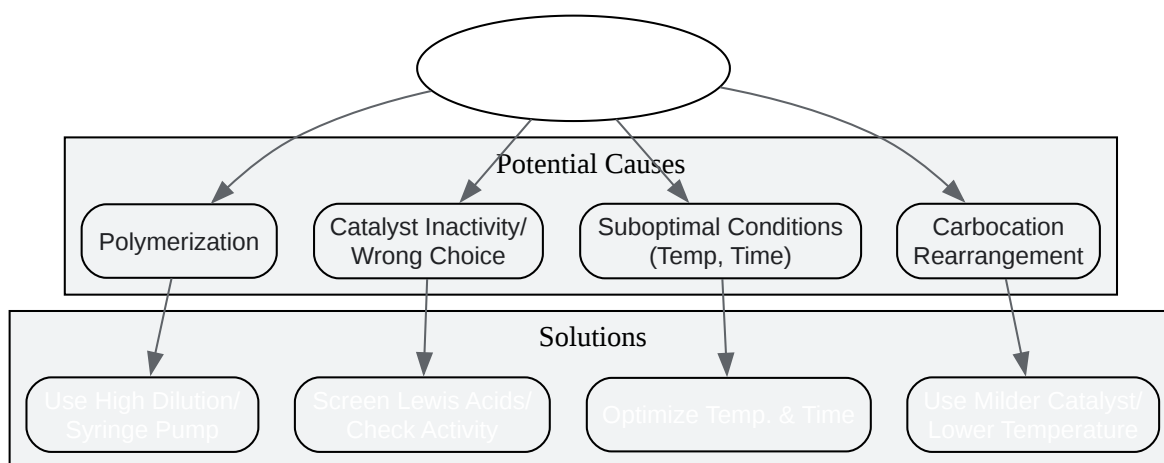 Potential Causes
Polymerization
Catalyst Inactivity/
Wrong Choice
Suboptimal Conditions
(Temp, Time)
Carbocation
Rearrangement
Solutions
Use High Dilution/
Syringe Pump
Screen Lewis Acids/
Check Activity
Optimize Temp. & Time
Use Milder Catalyst/
Lower Temperature